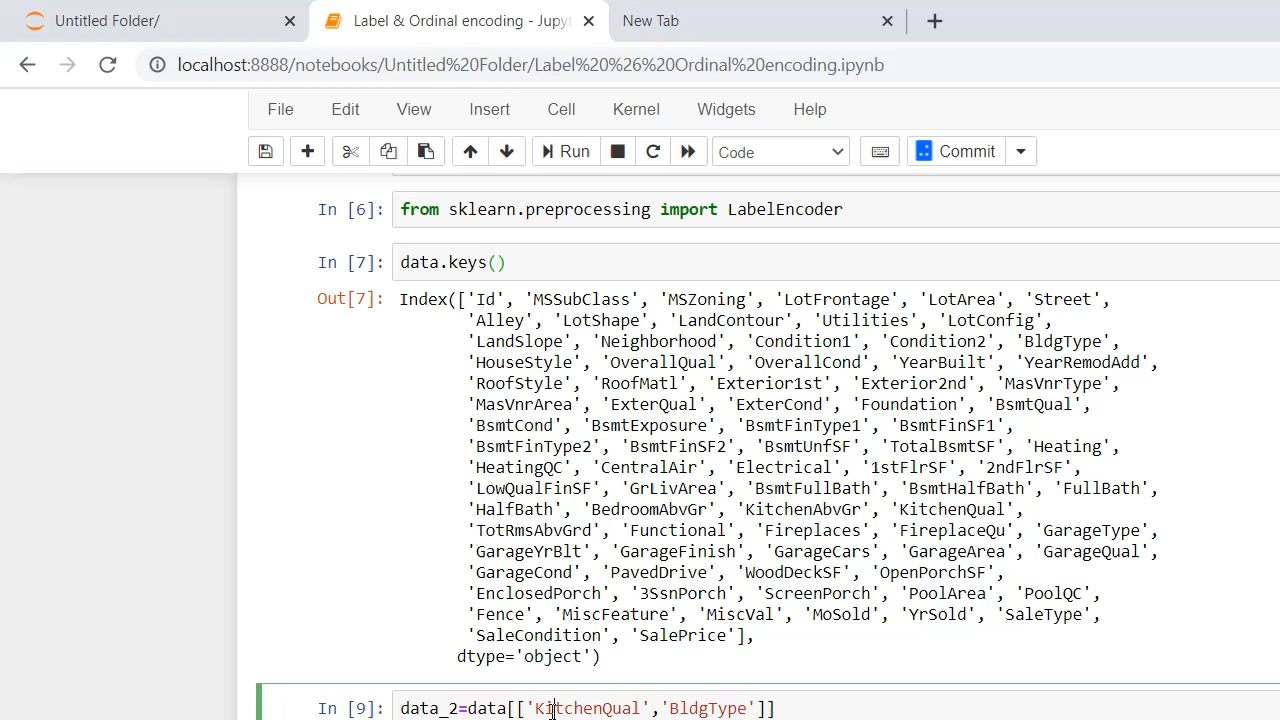 Untitled Folder/
Label & Ordinal encoding - Jupyt
New Tab
localhost:8888/notebooks/Untitled%20Folder/Label%20%26%20Ordinal%20encoding.ipynb
File Edit View Insert Cell Kernel Widgets Help
Run Code Commit
In [6]: from sklearn.preprocessing import LabelEncoder
In [7]: data.keys()
Out[7]: Index(['Id', 'MSSubClass', 'MSZoning', 'LotFrontage', 'LotArea', 'Street',
'Alley', 'LotShape', 'LandContour', 'Utilities', 'LotConfig',
'LandSlope', 'Neighborhood', 'Condition1', 'Condition2', 'BldgType',
'HouseStyle', 'OverallQual', 'OverallCond', 'YearBuilt', 'YearRemodAdd',
'RoofStyle', 'RoofMatl', 'Exterior1st', 'Exterior2nd', 'MasVnrType',
'MasVnrArea', 'ExterQual', 'ExterCond', 'Foundation', 'BsmtQual',
'BsmtCond', 'BsmtExposure', 'BsmtFinType1', 'BsmtFinSF1',
'BsmtFinType2', 'BsmtFinSF2', 'BsmtUnfSF', 'TotalBsmtSF', 'Heating',
'HeatingQC', 'CentralAir', 'Electrical', '1stFlrSF', '2ndFlrSF',
'LowQualFinSF', 'GrLivArea', 'BsmtFullBath', 'BsmtHalfBath', 'FullBath',
'HalfBath', 'BedroomAbvGr', 'KitchenAbvGr', 'KitchenQual',
'TotRmsAbvGrd', 'Functional', 'Fireplaces', 'FireplaceQu', 'GarageType',
'GarageYrBlt', 'GarageFinish', 'GarageCars', 'GarageArea', 'GarageQual',
'GarageCond', 'PavedDrive', 'WoodDeckSF', 'OpenPorchSF',
'EnclosedPorch', '3SsnPorch', 'ScreenPorch', 'PoolArea', 'PoolQC',
'Fence', 'MiscFeature', 'MiscVal', 'MoSold', 'YrSold', 'SaleType',
'SaleCondition', 'SalePrice'],
dtype='object')
In [9]: data_2=data[['KitchenQual','BldgType']]